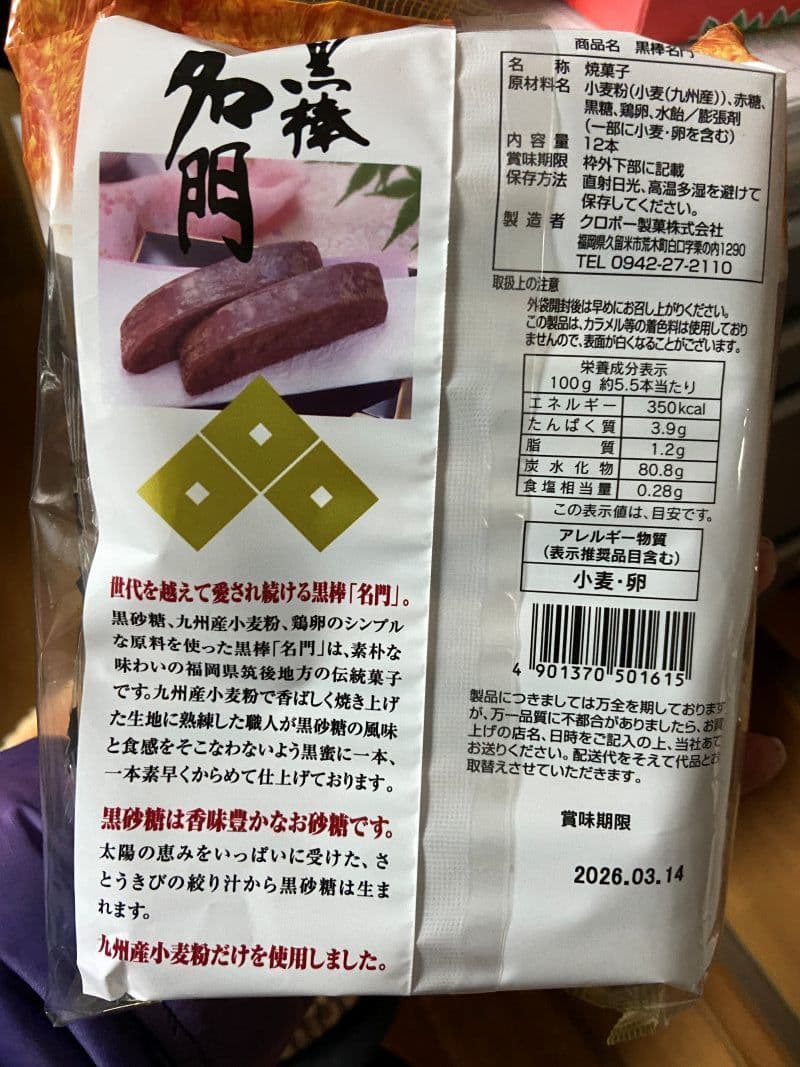 黒棒
名門
世代を越えて愛され続ける黒棒「名門」。
黒砂糖、九州産小麦粉、鶏卵のシンプル
な原料を使った黒棒「名門」は、素朴な
味わいの福岡県筑後地方の伝統菓子
です。九州産小麦粉で香ばしく焼き上げ
た生地に熟練した職人が黒砂糖の風味
と食感をそこなわないよう黒蜜に一本、
一本素早くからめて仕上げております。
黒砂糖は香味豊かなお砂糖です。
太陽の恵みをいっぱいに受けた、さ
とうきびの絞り汁から黒砂糖は生ま
れます。
九州産小麦粉だけを使用しました。
商品名 黒棒名門
名称 焼菓子
原材料名 小麦粉(小麦(九州産))、赤糖、
黒糖、鶏卵、水飴/膨張剤
(一部に小麦・卵を含む)
内容量 12本
賞味期限 枠外下部に記載
保存方法 直射日光、高温多湿を避けて
保存してください。
製造者 クロボー製菓株式会社
福岡県久留米市荒木町白口字栗の内1290
TEL 0942-27-2110
取扱上の注意
外袋開封後は早めにお召し上がりください。
この製品は、カラメル等の着色料は使用しており
ませんので、表面が白くなることがございます。
栄養成分表示
100g 約5.5本当たり
エネルギー 350kcal
たんぱく質 3.9g
脂質 1.2g
炭水化物 80.8g
食塩相当量 0.28g
この表示値は、目安です。
アレルギー物質
(表示推奨品目含む)
小麦・卵
4 901370 501615
製品につきましては万全を期しております
が、万一品質に不都合がありましたら、お買
上げの店名、日時をご記入の上、当社あて
お送りください。配送代をそえて代品と
取替えさせていただきます。
賞味期限
2026.03.14